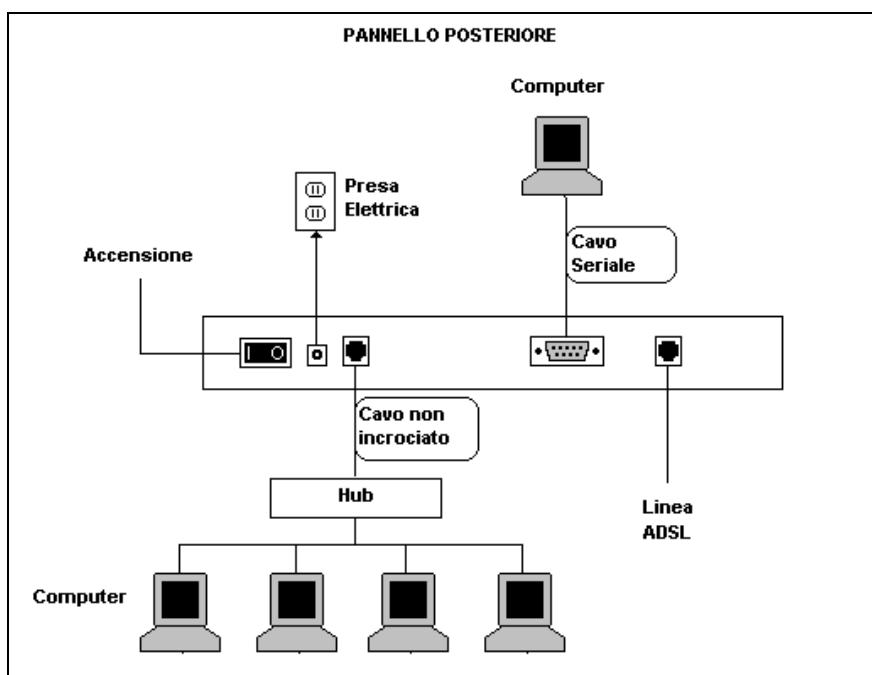 PANNELLO POSTERIORE
Computer
Presa
Elettrica
Cavo
Seriale
Accensione
Cavo non
incrociato
Hub
Linea
ADSL
Computer